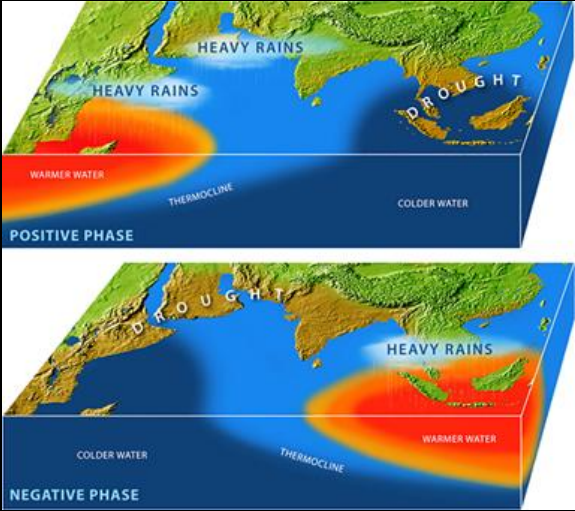 HEAVY RAINS
HEAVY RAINS
DROUGHT
WARMER WATER
THERMOCLINE
COLDER WATER
POSITIVE PHASE
DROUGHT
HEAVY RAINS
WARMER WATER
COLDER WATER
THERMOCLINE
NEGATIVE PHASE